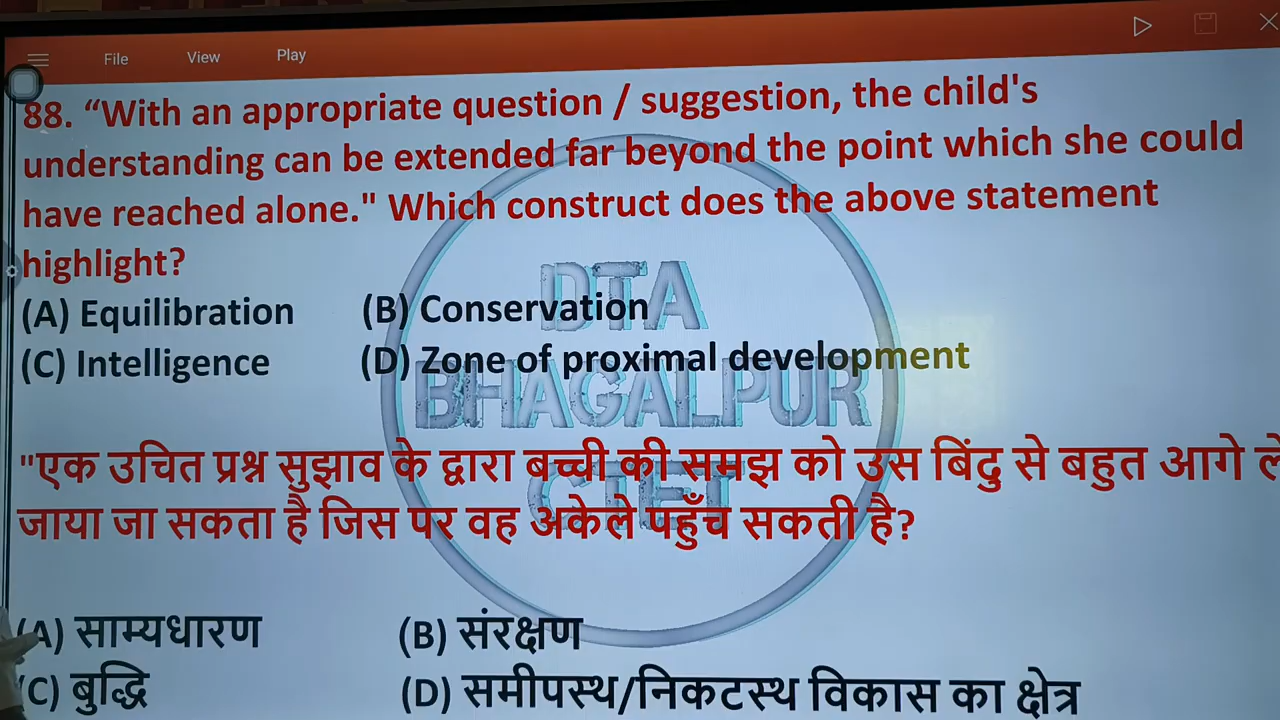 File View Play
88. “With an appropriate question / suggestion, the child's
understanding can be extended far beyond the point which she could
have reached alone." Which construct does the above statement
highlight?
(A) Equilibration (B) Conservation
(C) Intelligence (D) Zone of proximal development
DTA
BHAGALPUR
CTET
"एक उचित प्रश्न सुझाव के द्वारा बच्ची की समझ को उस बिंदु से बहुत आगे ले
जाया जा सकता है जिस पर वह अकेले पहुँच सकती है?
(A) साम्यधारण (B) संरक्षण
(C) बुद्धि (D) समीपस्थ/निकटस्थ विकास का क्षेत्र